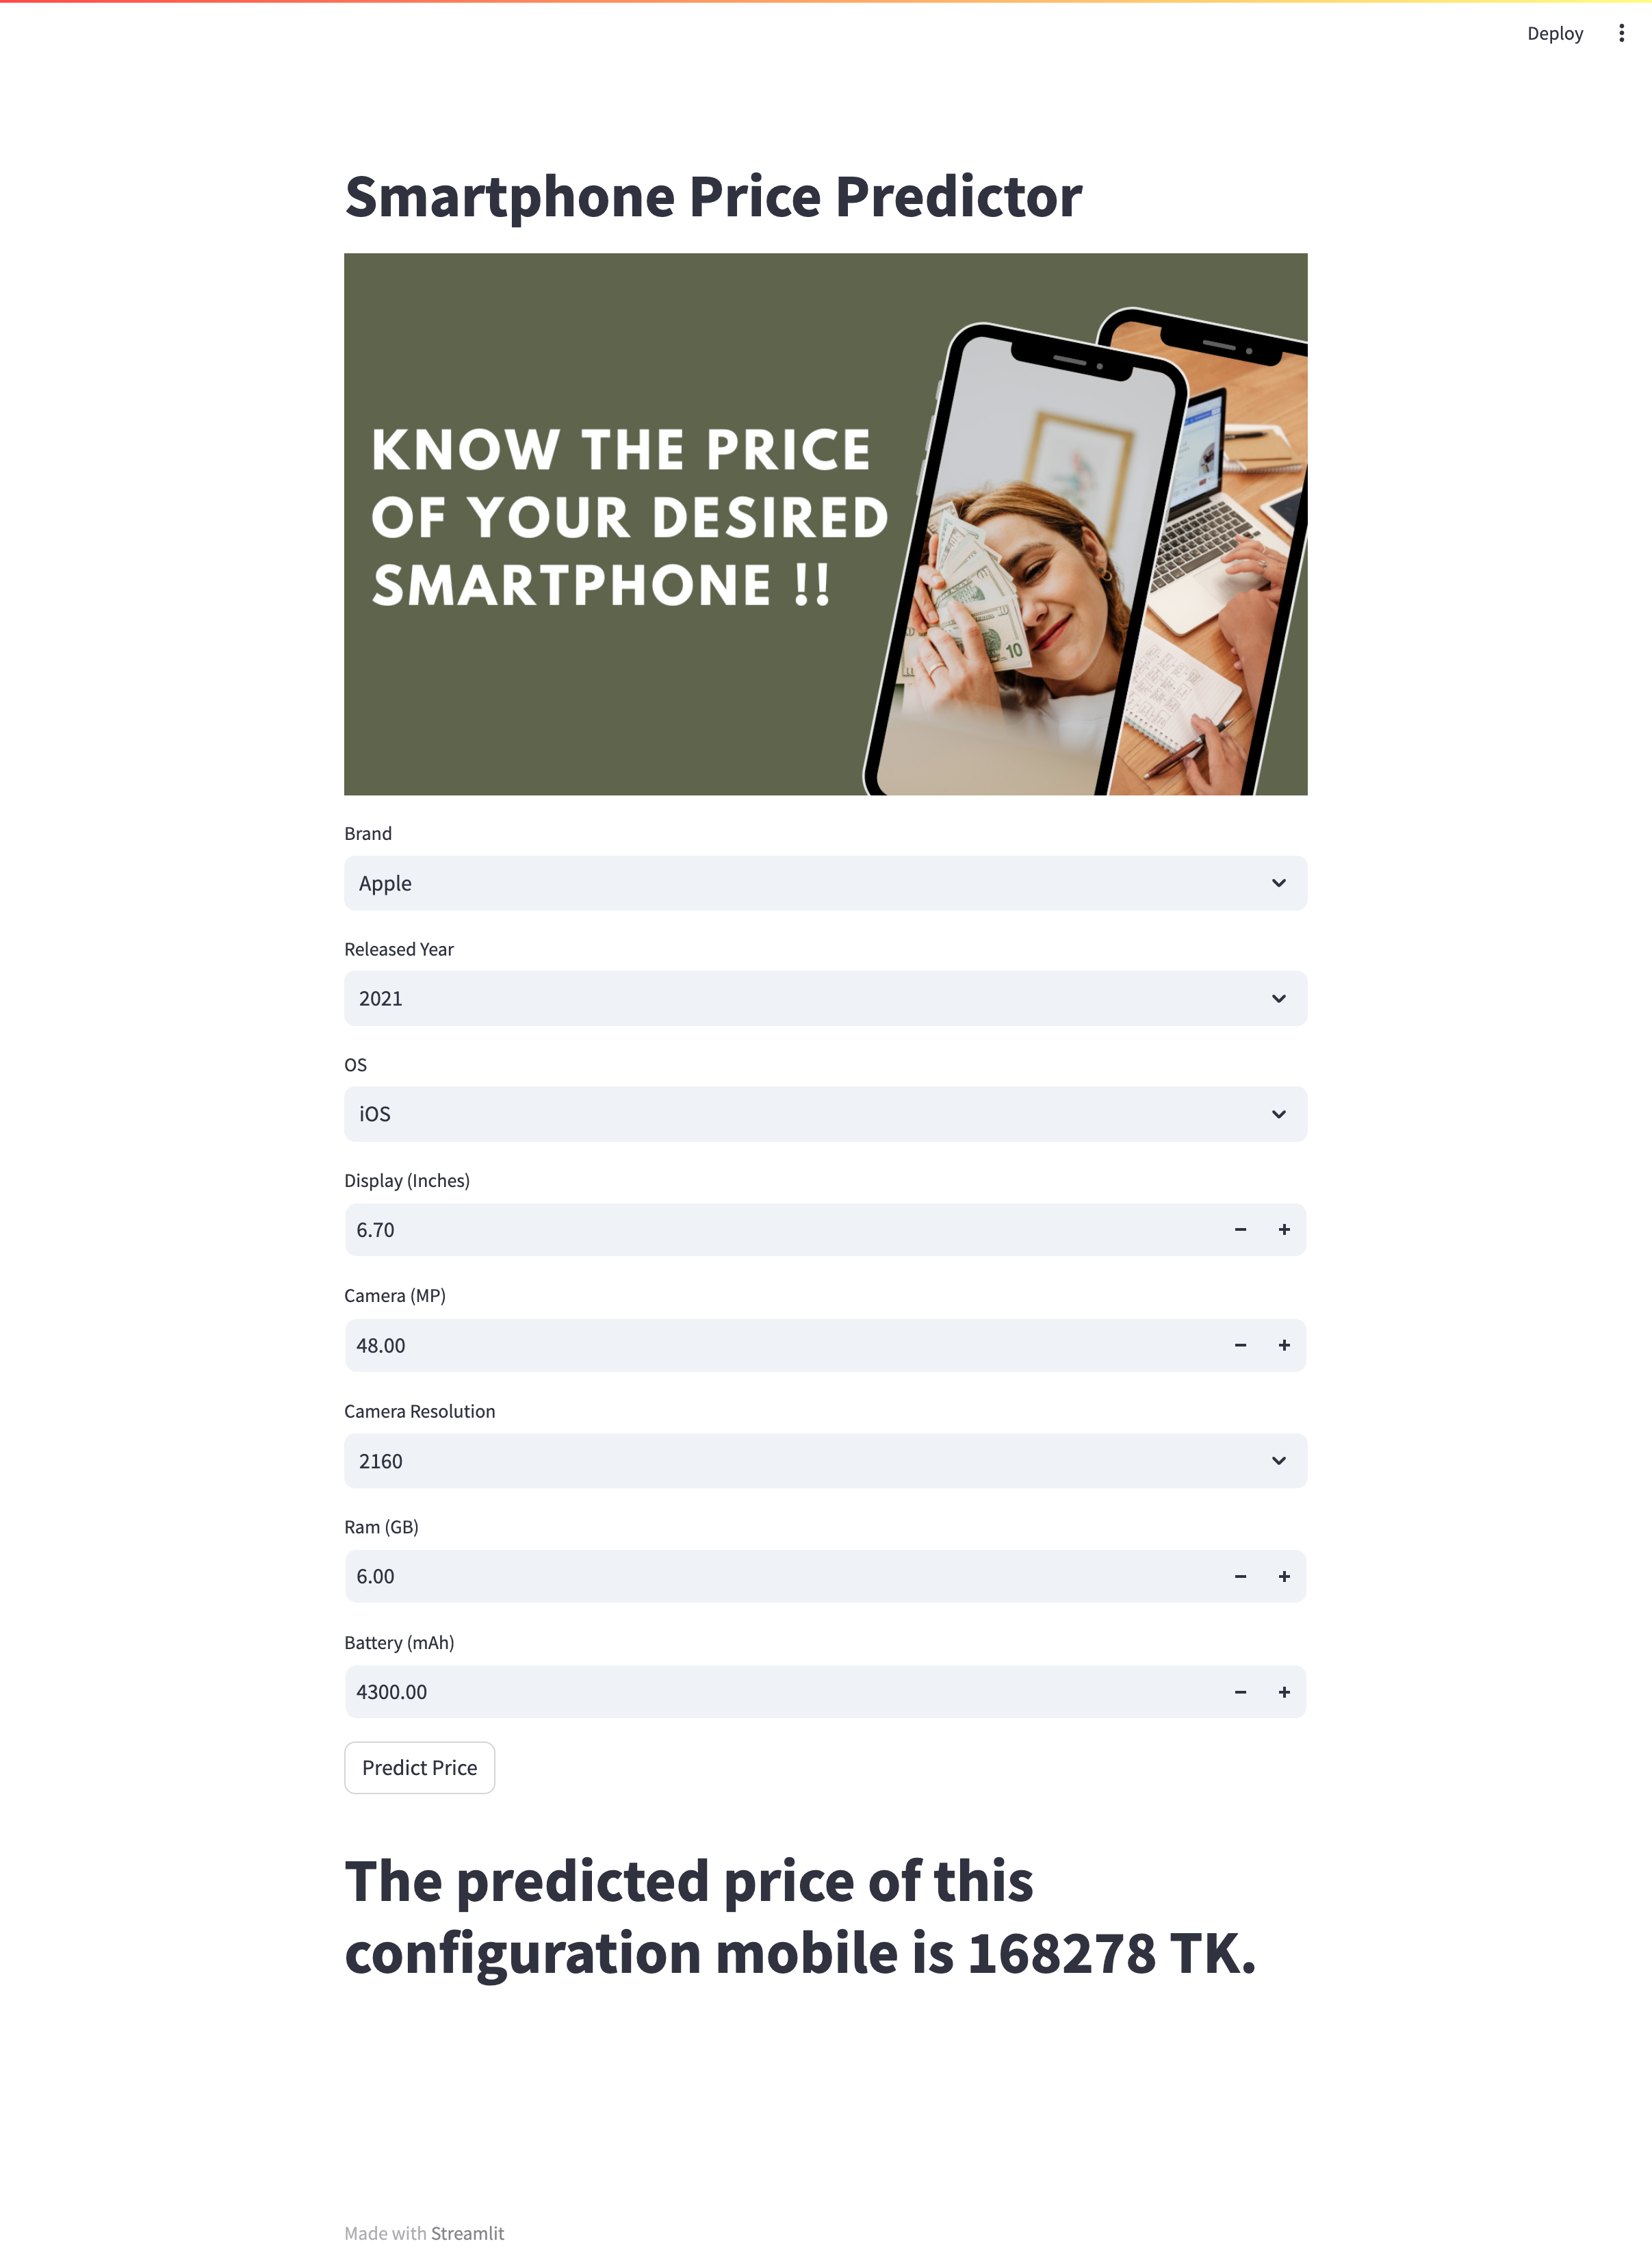 Deploy
Smartphone Price Predictor
KNOW THE PRICE
OF YOUR DESIRED
SMARTPHONE !!
10
Brand
Apple
Released Year
2021
OS
iOS
Display (Inches)
6.70
Camera (MP)
48.00
Camera Resolution
2160
Ram (GB)
6.00
Battery (mAh)
4300.00
Predict Price
The predicted price of this
configuration mobile is 168278 TK.
Made with Streamlit